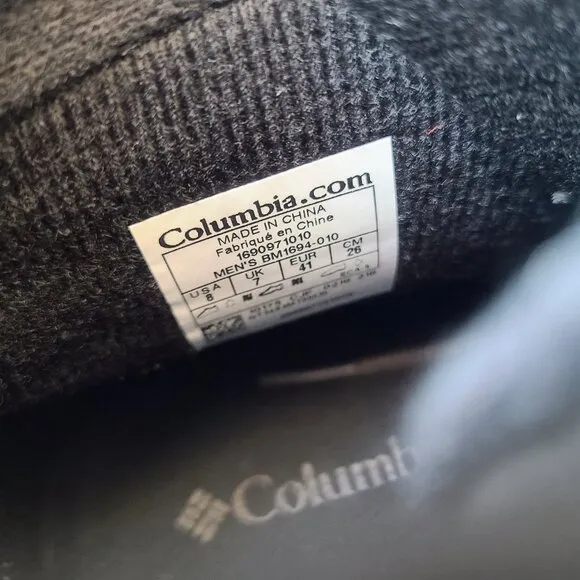 Columbia.com
MADE IN CHINA
Fabriqué en Chine
1690971010
MEN'S BM1694-010
USA UK EUR CM
8 7 41 26
Columb